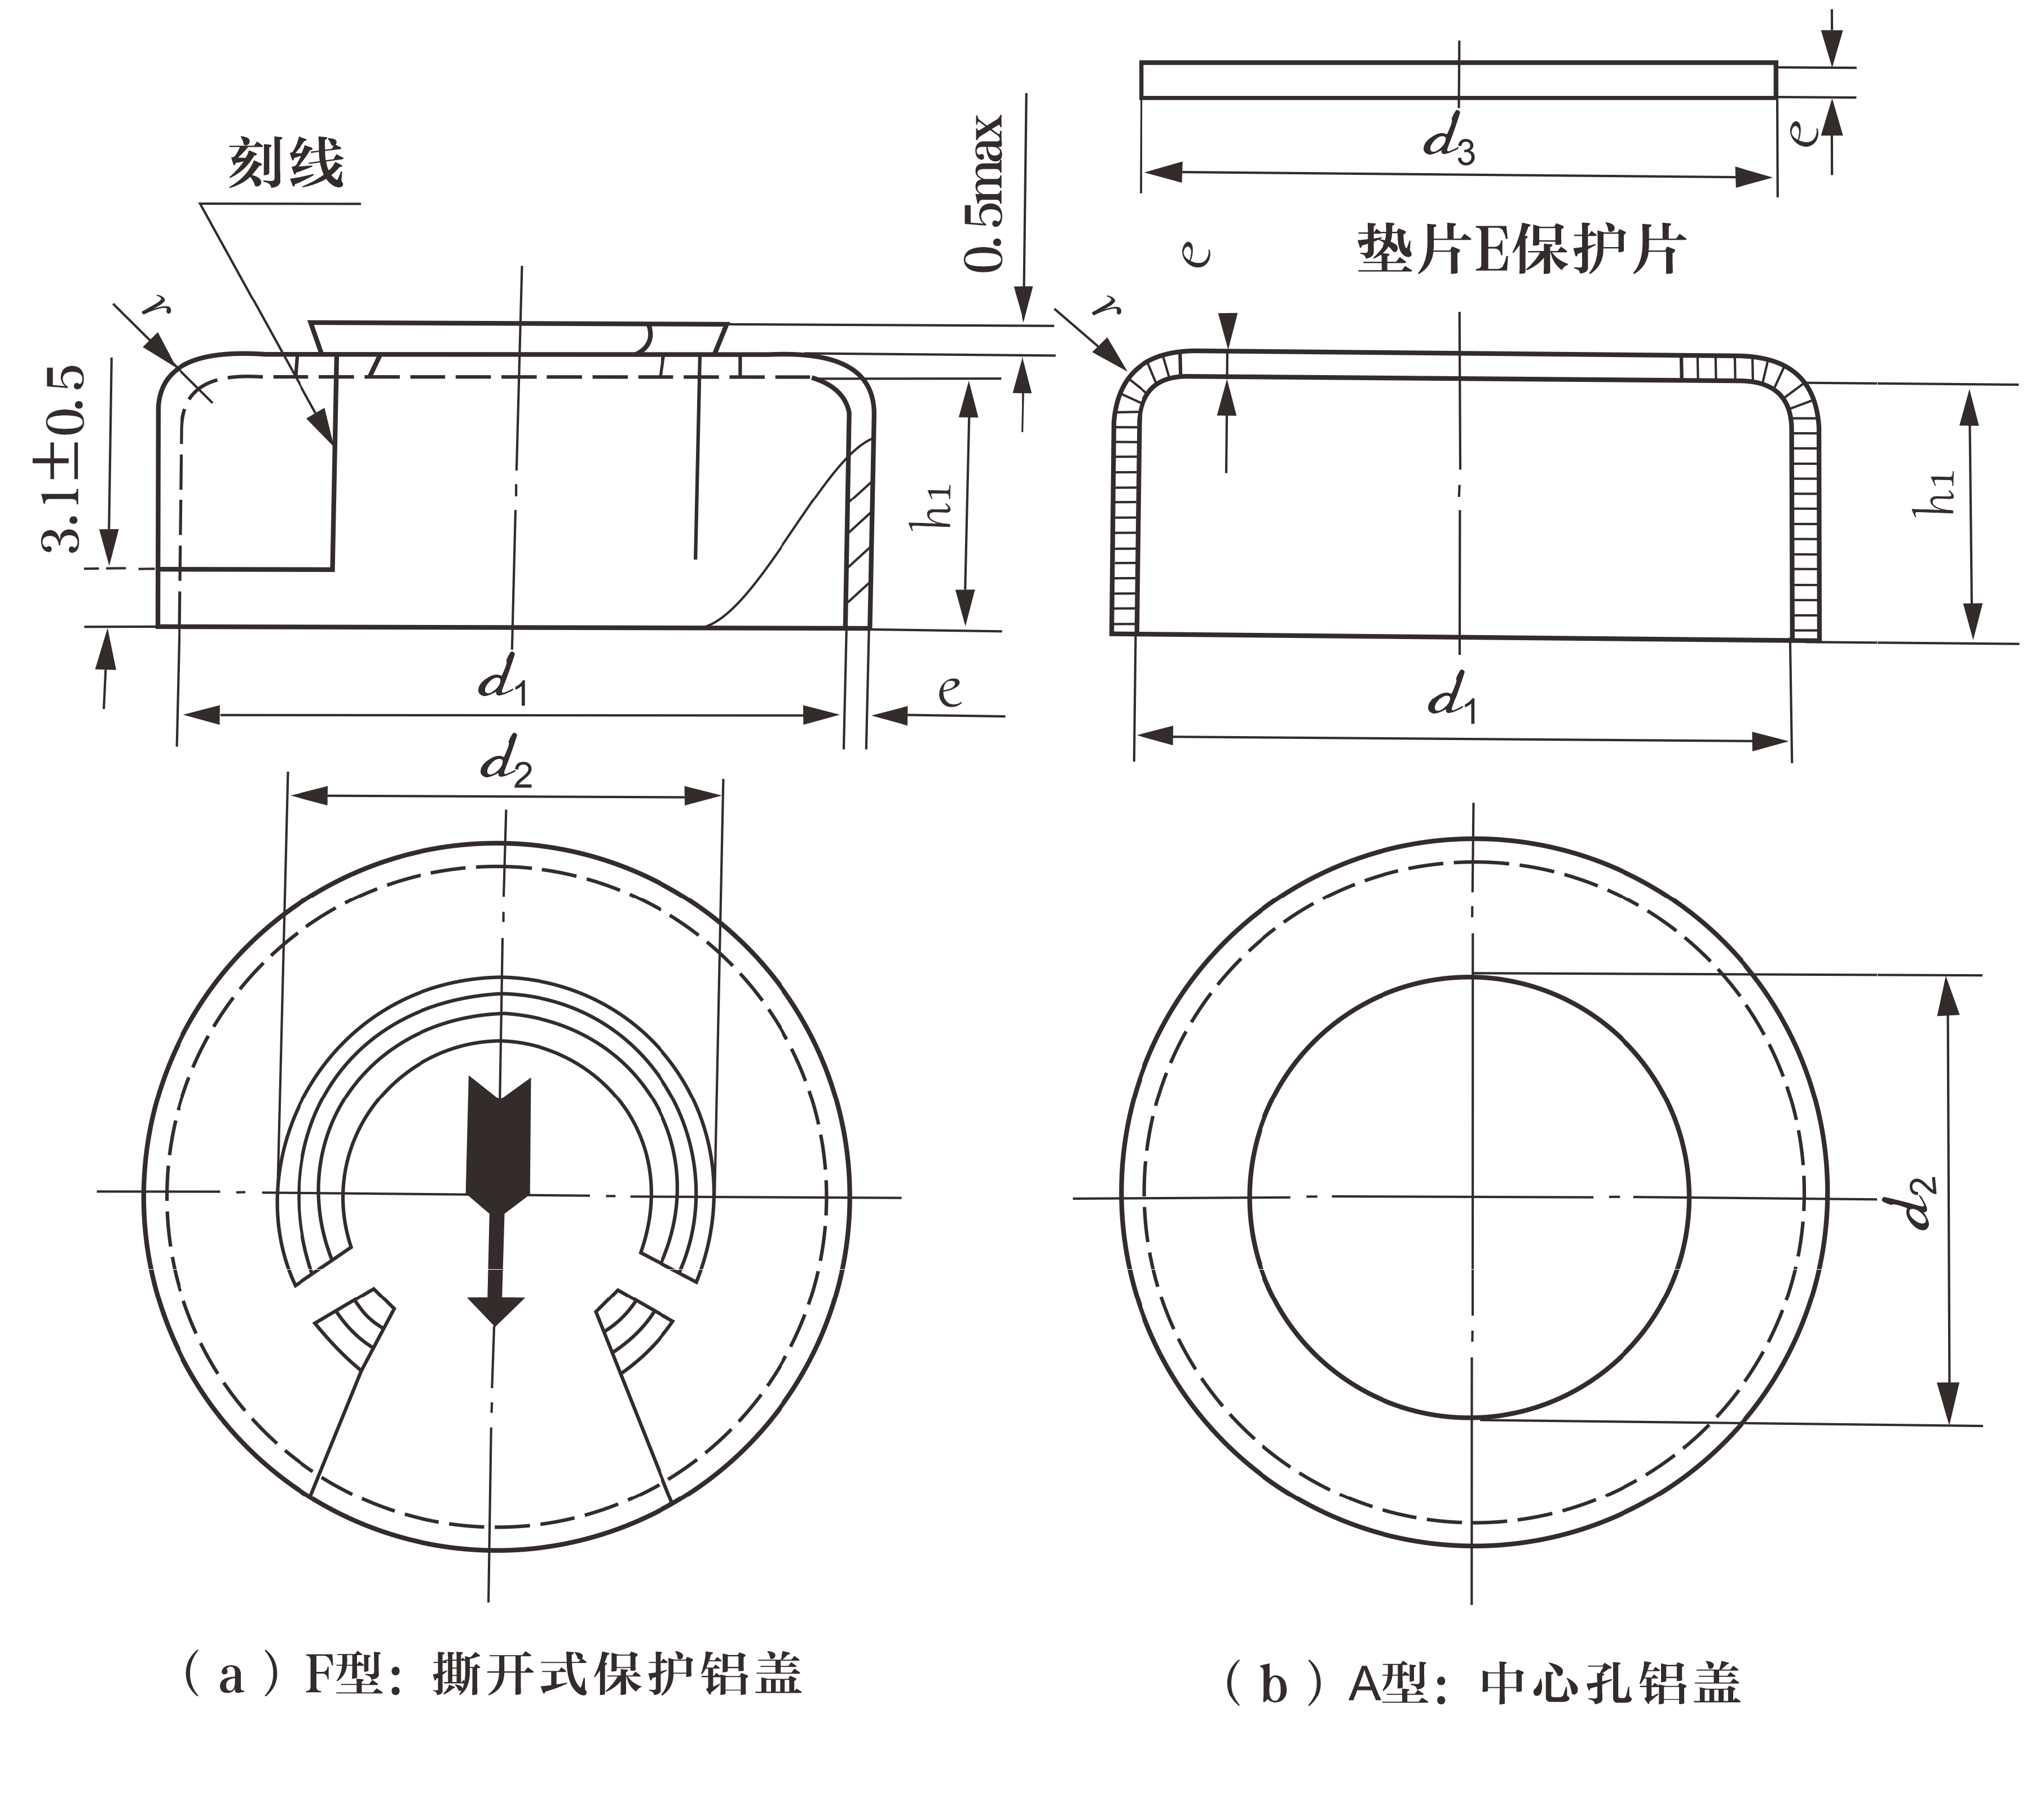 刻线
0.5max
d3
e
垫片E保护片
r
e
r
3.1±0.5
h1
h1
d1
e
d1
d2
d2
（a）F型：撕开式保护铝盖
（b）A型：中心孔铝盖